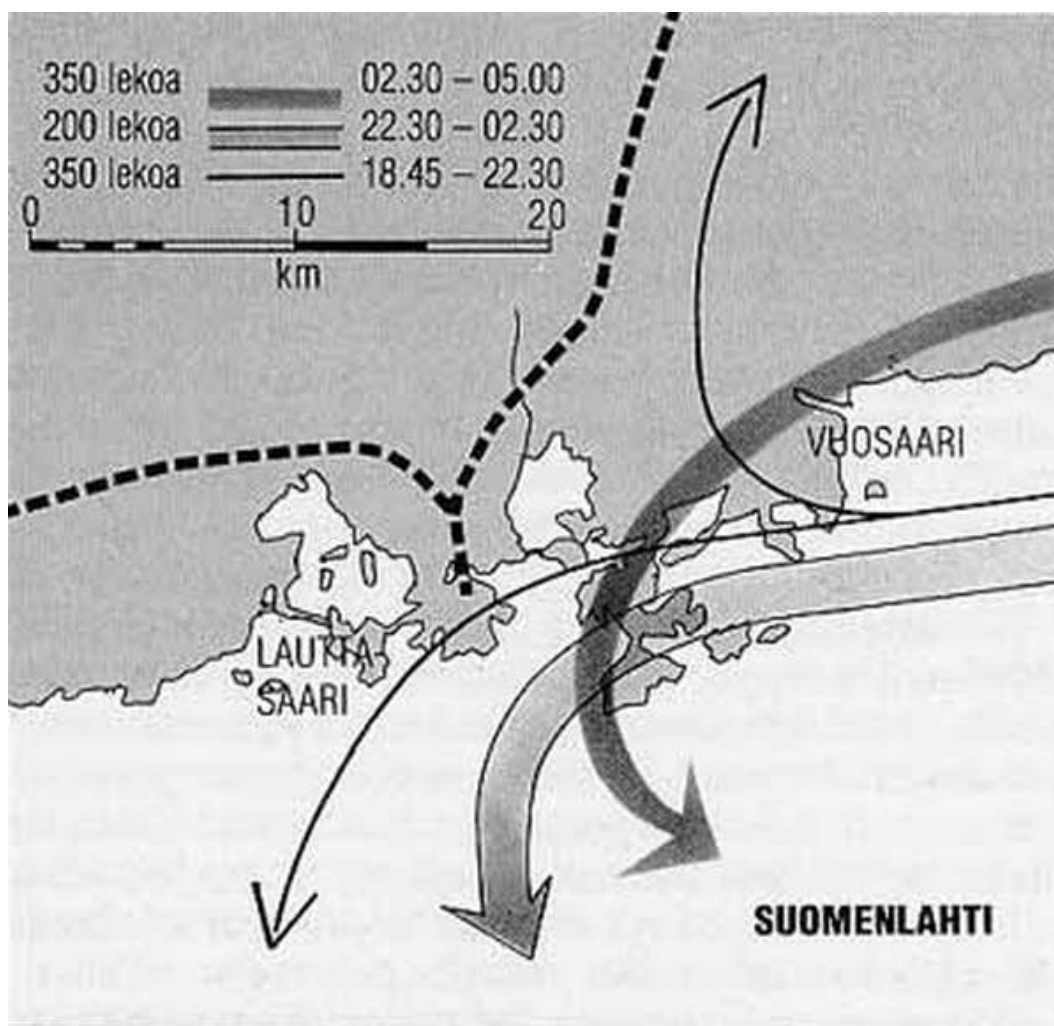 350 lekoa 02.30 – 05.00
200 lekoa 22.30 – 02.30
350 lekoa 18.45 – 22.30
0 10 20
km
VUOSAARI
LAUTTA
SAARI
SUOMENLAHTI